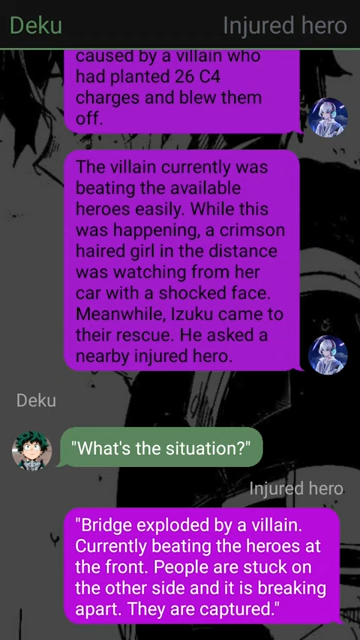 Deku Injured hero
caused by a villain who
had planted 26 C4
charges and blew them
off.
The villain currently was
beating the available
heroes easily. While this
was happening, a crimson
haired girl in the distance
was watching from her
car with a shocked face.
Meanwhile, Izuku came to
their rescue. He asked a
nearby injured hero.
Deku
"What's the situation?"
Injured hero
"Bridge exploded by a villain.
Currently beating the heroes at
the front. People are stuck on
the other side and it is breaking
apart. They are captured."